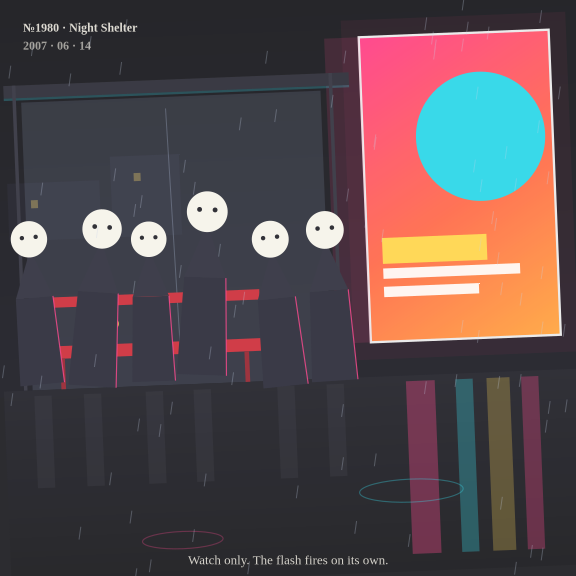 №1980 · Night Shelter
2007 · 06 · 14
Watch only. The flash fires on its own.